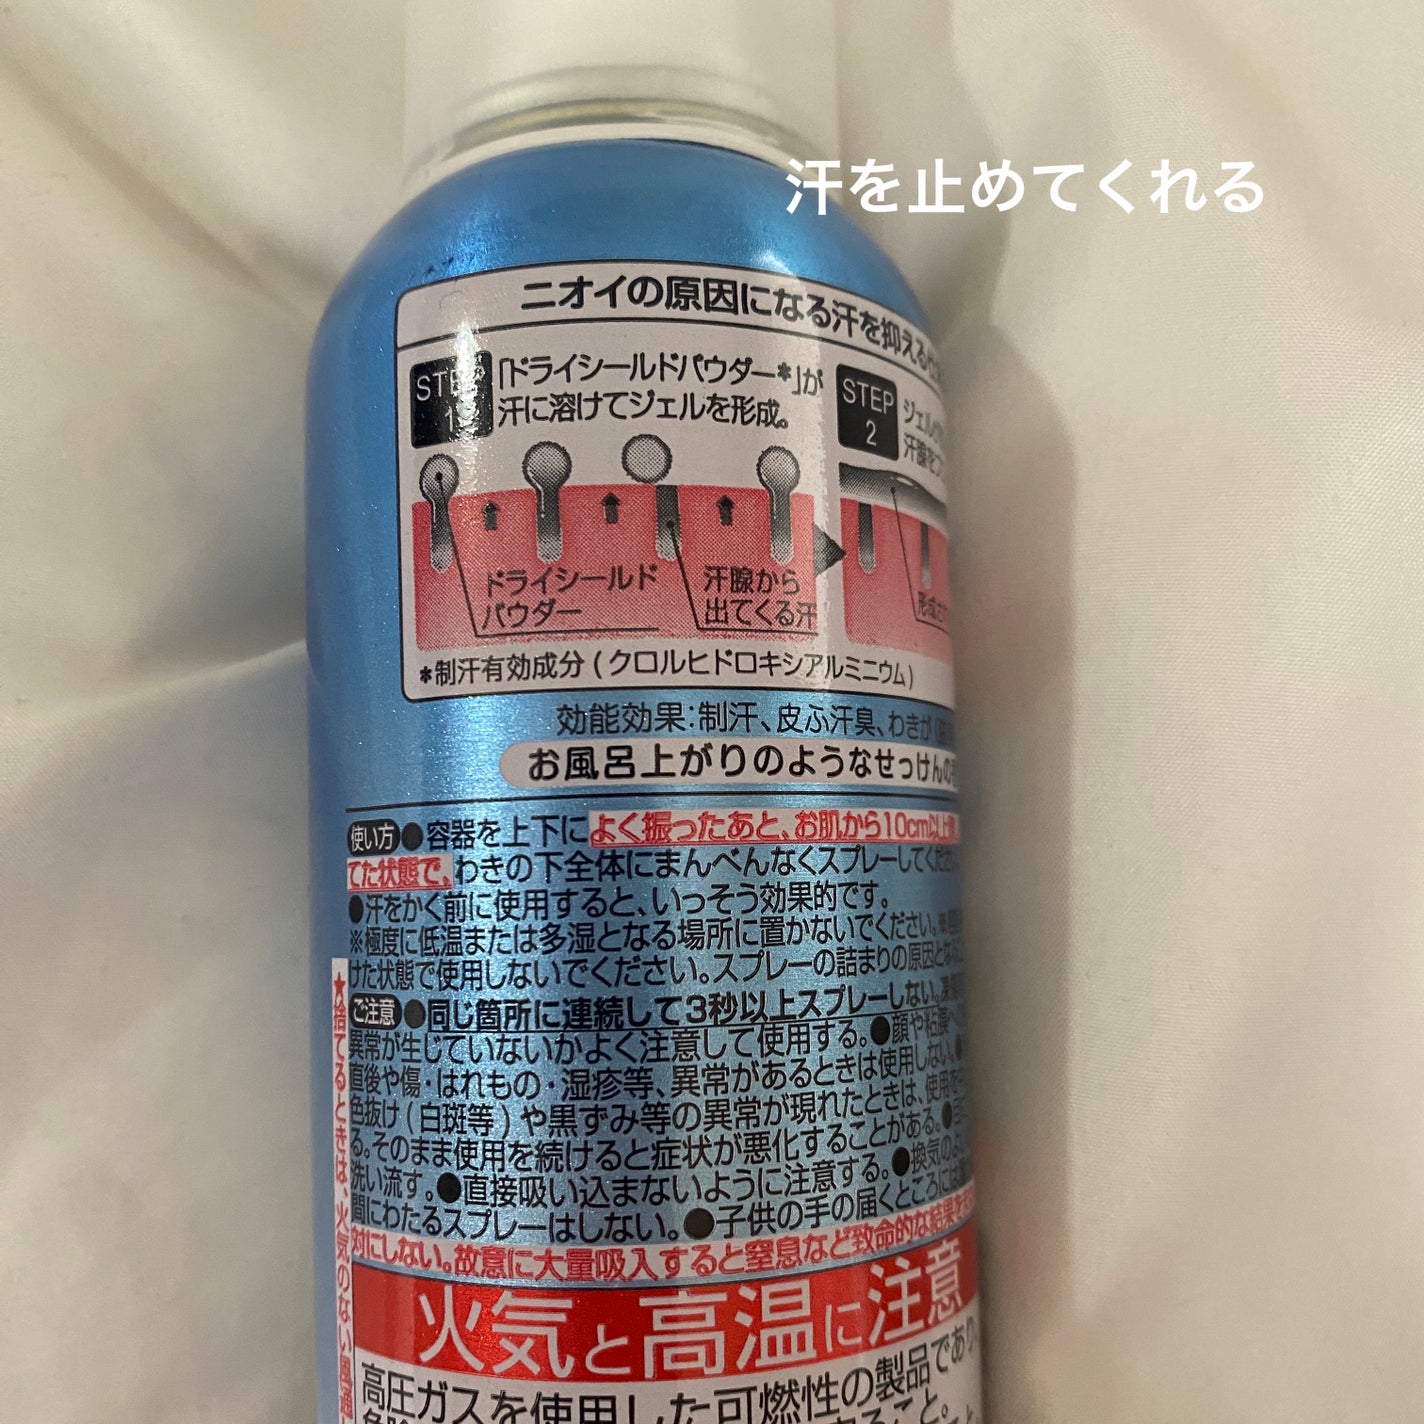 汗を止めてくれる
ニオイの原因になる汗を抑える
STEP
1
「ドライシールドパウダー*」が
汗に溶けてジェルを形成。
STEP
2
ジェルが
汗腺を
ドライシールド
パウダー
汗腺から
出てくる汗
形成さ
*制汗有効成分(クロルヒドロキシアルミニウム)
効能効果:制汗、皮ふ汗臭、わきが
お風呂上がりのようなせっけんの
使い方 ●容器を上下によく振ったあと、お肌から10cm以上
てた状態で、わきの下全体にまんべんなくスプレーしてくだ
●汗をかく前に使用すると、いっそう効果的です。
※極度に低温または多湿となる場所に置かないでください。
けた状態で使用しないでください。スプレーの詰まりの原因と
ご注意 ●同じ箇所に連続して3秒以上スプレーしない。
異常が生じていないかよく注意して使用する。●顔や粘膜
直後や傷・はれもの・湿疹等、異常があるときは使用しない。
色抜け(白斑等)や黒ずみ等の異常が現れたときは、使用を
る。そのまま使用を続けると症状が悪化することがある。
洗い流す。●直接吸い込まないように注意する。●換気のよい
間にわたるスプレーはしない。●子供の手の届くところには
対にしない。故意に大量吸入すると窒息など致命的な結果を
★捨てるときは、火気のない風通
火気と高温に注意
高圧ガスを使用した可燃性の製品であり